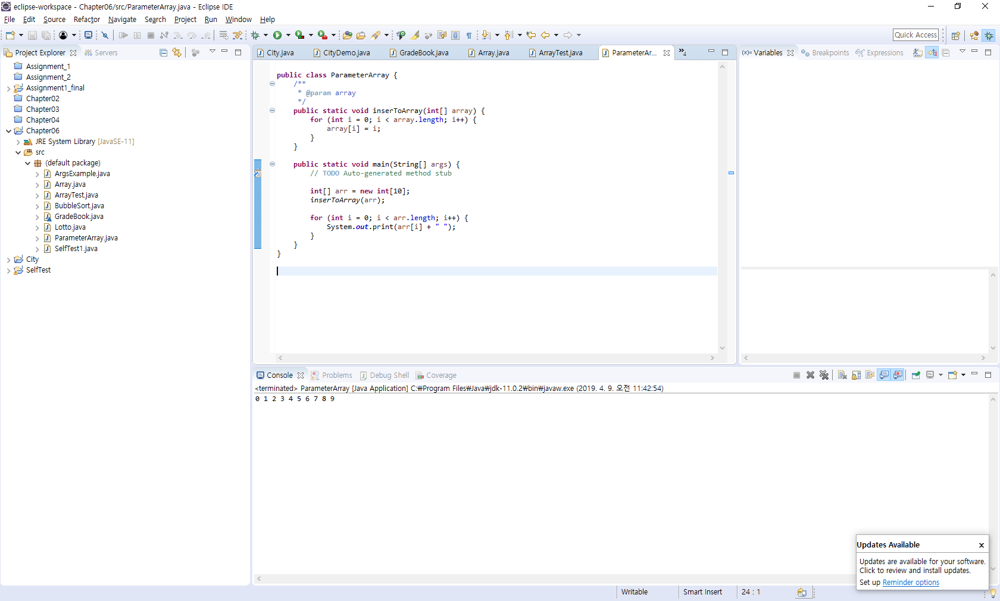 eclipse-workspace - Chapter06/src/ParameterArray.java - Eclipse IDE
File Edit Source Refactor Navigate Search Project Run Window Help
Quick Access
Project Explorer Servers
Assignment_1
Assignment_2
Assignment1_final
Chapter02
Chapter03
Chapter04
Chapter06
JRE System Library [JavaSE-11]
src
(default package)
ArgsExample.java
Array.java
ArrayTest.java
BubbleSort.java
GradeBook.java
Lotto.java
ParameterArray.java
SelfTest1.java
City
SelfTest
City.java CityDemo.java GradeBook.java Array.java ArrayTest.java ParameterAr... »4
public class ParameterArray {
/**
* @param array
*/
public static void inserToArray(int[] array) {
for (int i = 0; i < array.length; i++) {
array[i] = i;
}
}
public static void main(String[] args) {
// TODO Auto-generated method stub
int[] arr = new int[10];
inserToArray(arr);
for (int i = 0; i < arr.length; i++) {
System.out.print(arr[i] + " ");
}
}
}
(x)= Variables Breakpoints Expressions
Console Problems Debug Shell Coverage
<terminated> ParameterArray [Java Application] C:₩Program Files₩Java₩jdk-11.0.2₩bin₩javaw.exe (2019. 4. 9. 오전 11:42:54)
0 1 2 3 4 5 6 7 8 9
Updates Available x
Updates are available for your software.
Click to review and install updates.
Set up Reminder options
Writable Smart Insert 24 : 1